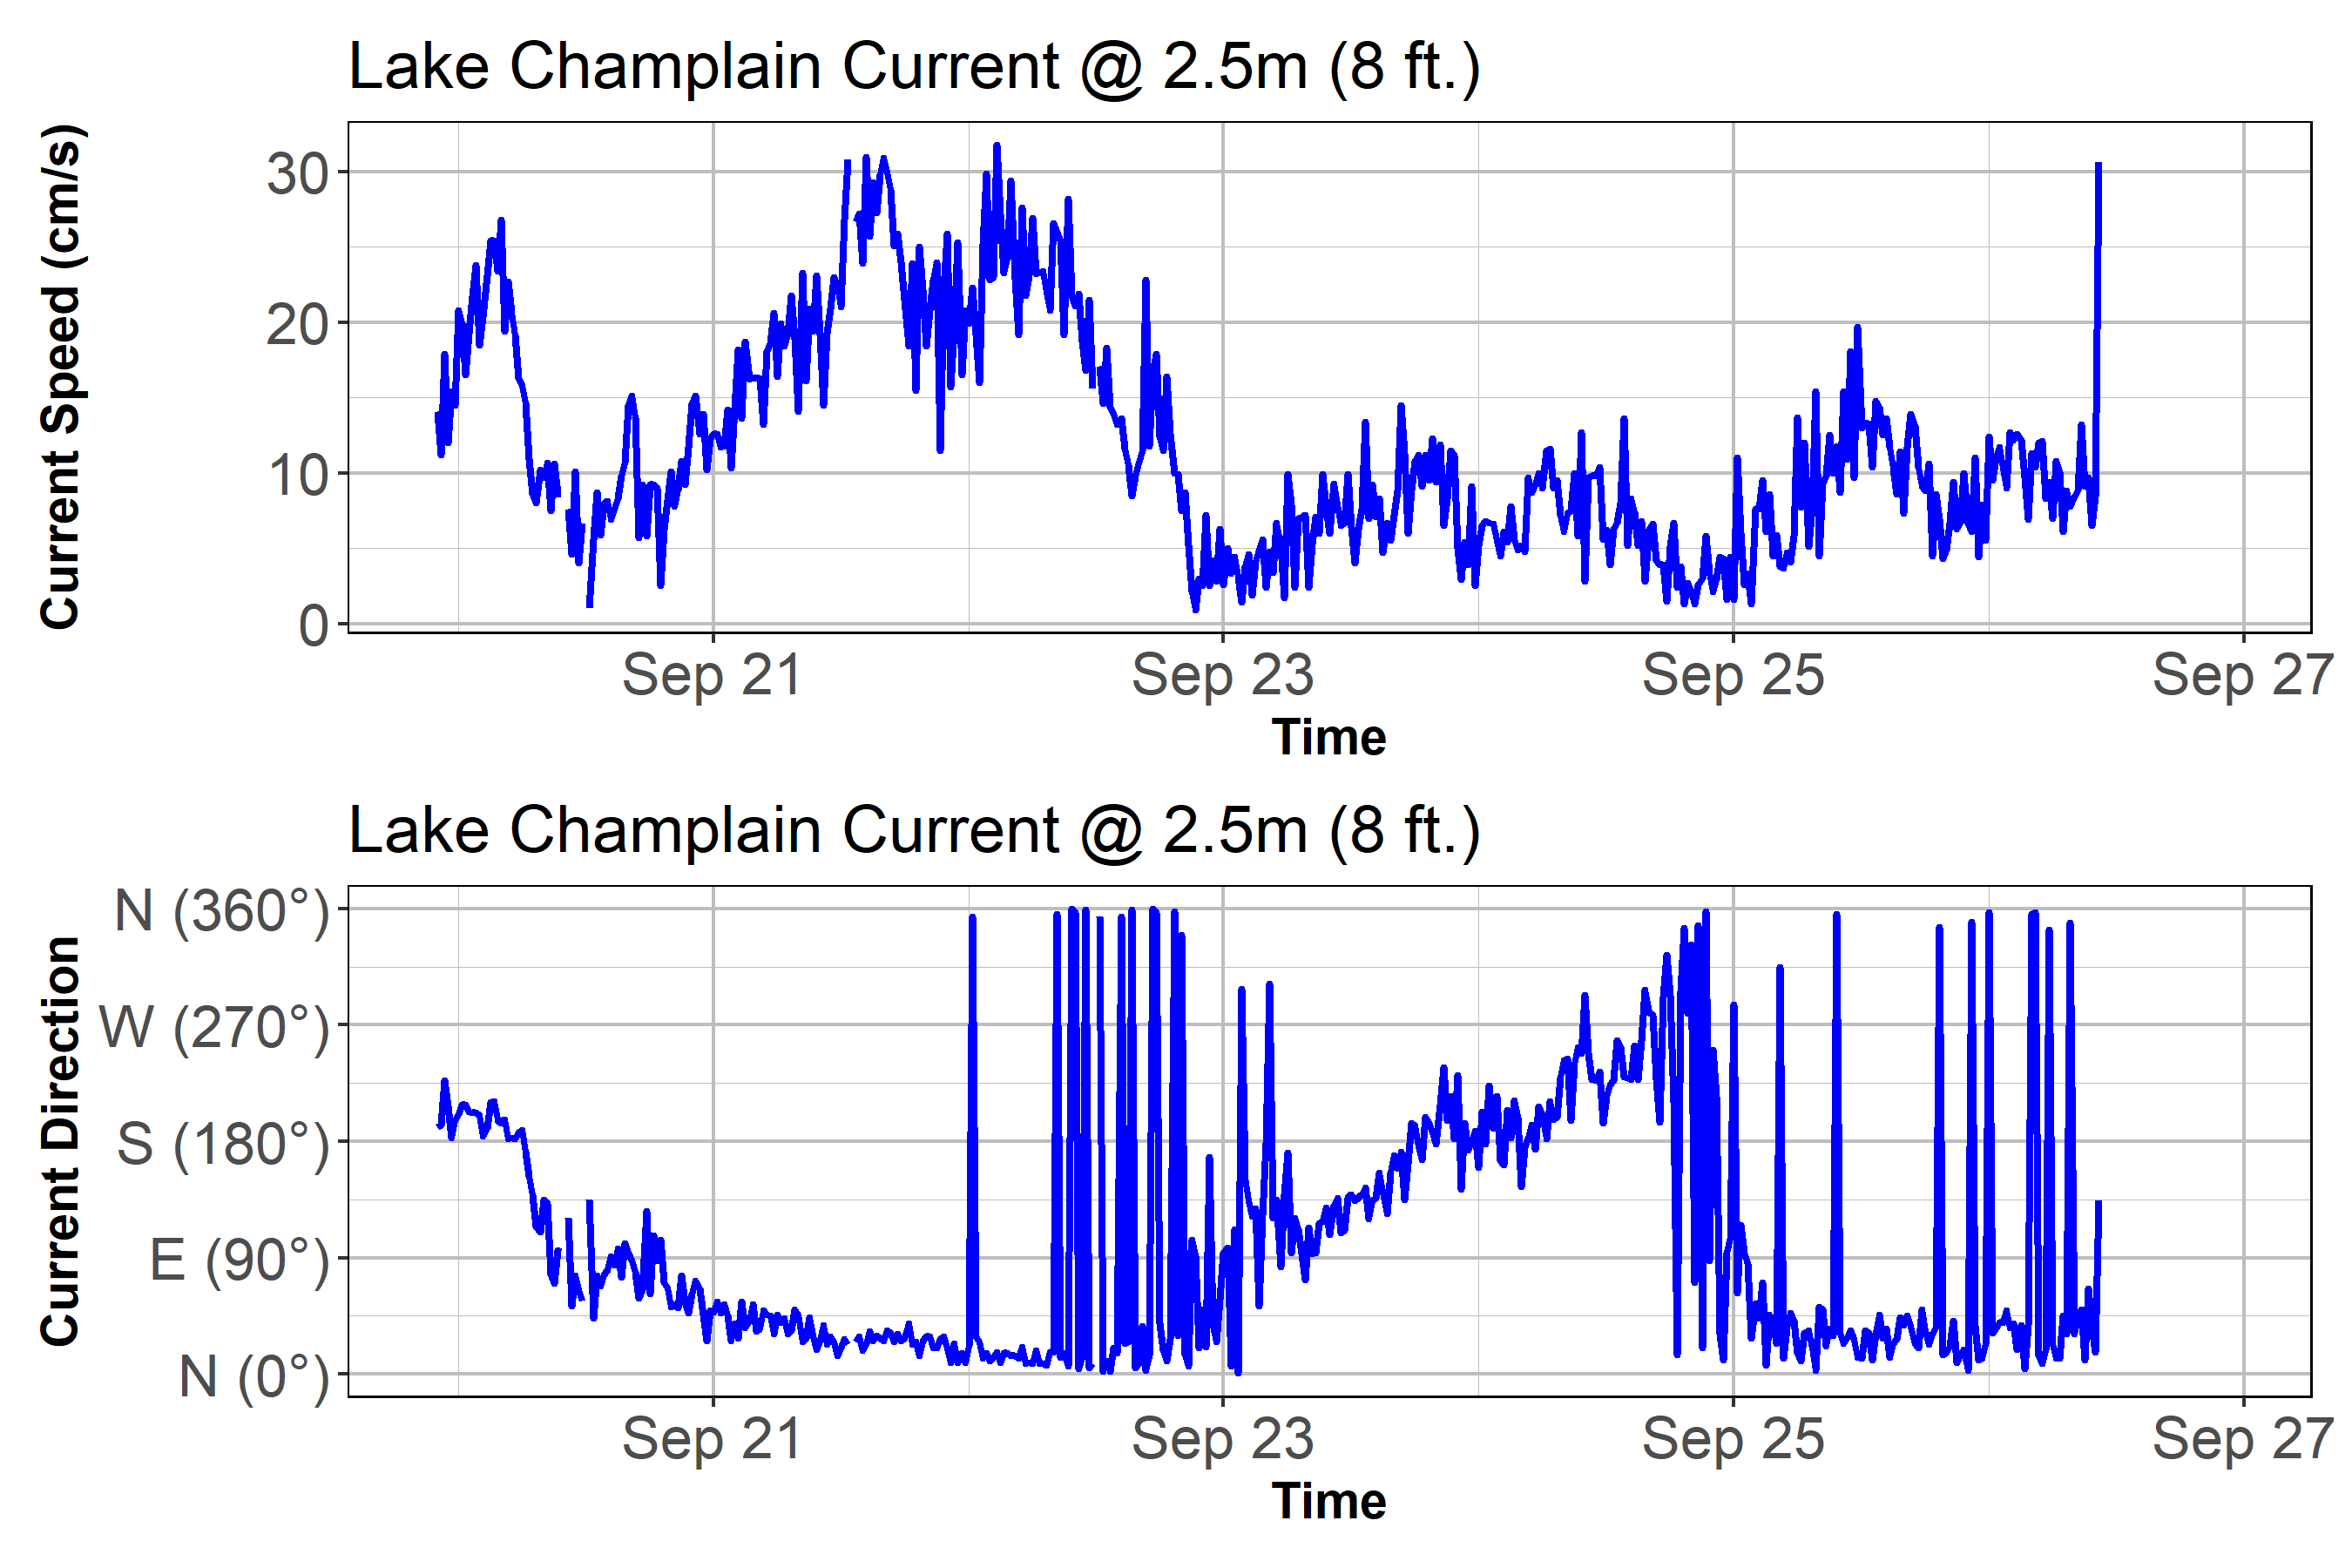 Lake Champlain Current @ 2.5m (8 ft.)
Current Speed (cm/s)
30
20
10
0
Sep 21 Sep 23 Sep 25 Sep 27
Time
Lake Champlain Current @ 2.5m (8 ft.)
Current Direction
N (360°)
W (270°)
S (180°)
E (90°)
N (0°)
Sep 21 Sep 23 Sep 25 Sep 27
Time